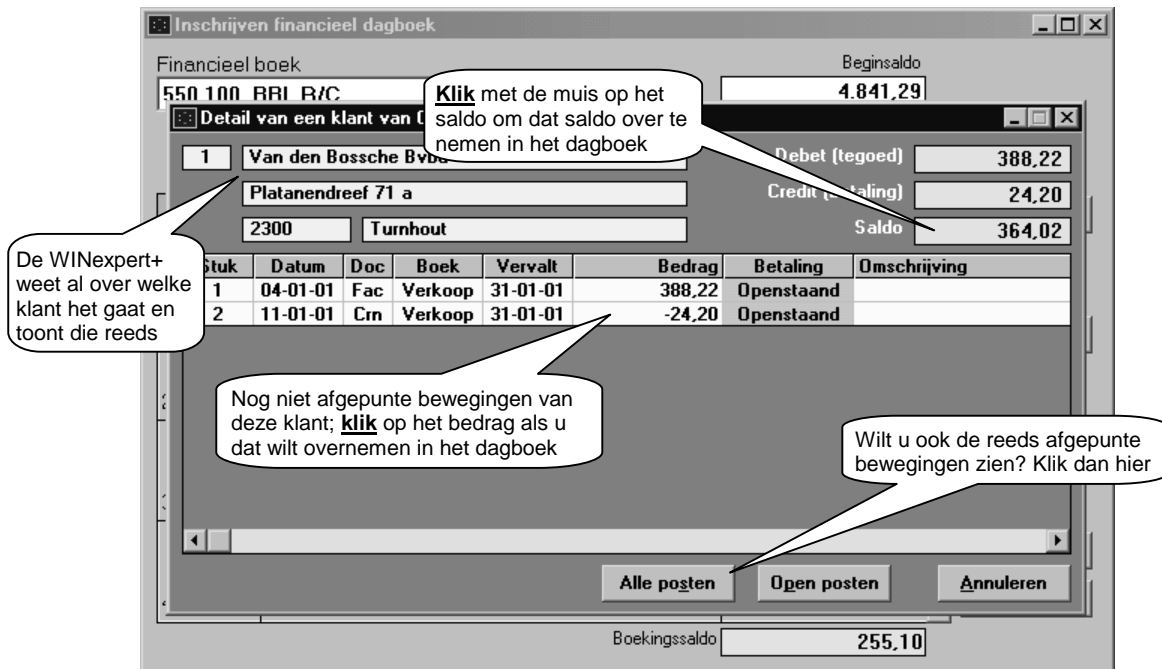 Inschrijven financieel dagboek
Financieel boek
Beginsaldo
550 100 BBL R/C
4.841,29
Klik met de muis op het
saldo om dat saldo over te
nemen in het dagboek
Detail van een klant van
1
Van den Bossche Bvba
Debet (tegoed)
388,22
Platanendreef 71 a
Credit (betaling)
24,20
2300
Turnhout
Saldo
364,02
De WINexpert+
weet al over welke
klant het gaat en
toont die reeds
Stuk Datum Doc Boek Vervalt Bedrag Betaling Omschrijving
1 04-01-01 Fac Verkoop 31-01-01 388,22 Openstaand
2 11-01-01 Crn Verkoop 31-01-01 -24,20 Openstaand
Nog niet afgepunte bewegingen van
deze klant; klik op het bedrag als u
dat wilt overnemen in het dagboek
Wilt u ook de reeds afgepunte
bewegingen zien? Klik dan hier
Alle posten
Open posten
Annuleren
Boekingssaldo
255,10